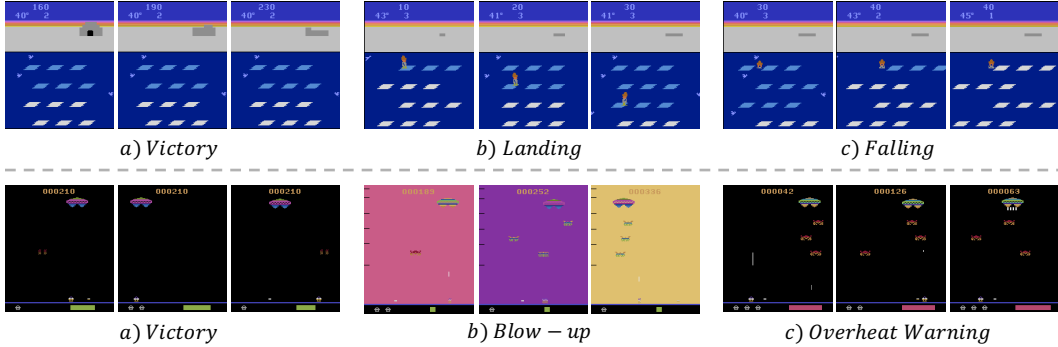 160 190 230 10 20 30 30 40 40
40° 2 40° 2 40° 2 43° 3 41° 3 41° 3 40° 3 40° 2 45° 1
a) Victory b) Landing c) Falling
000210 000210 000210 000189 000252 000336 000042 000126 000063
a) Victory b) Blow − up c) Overheat Warning